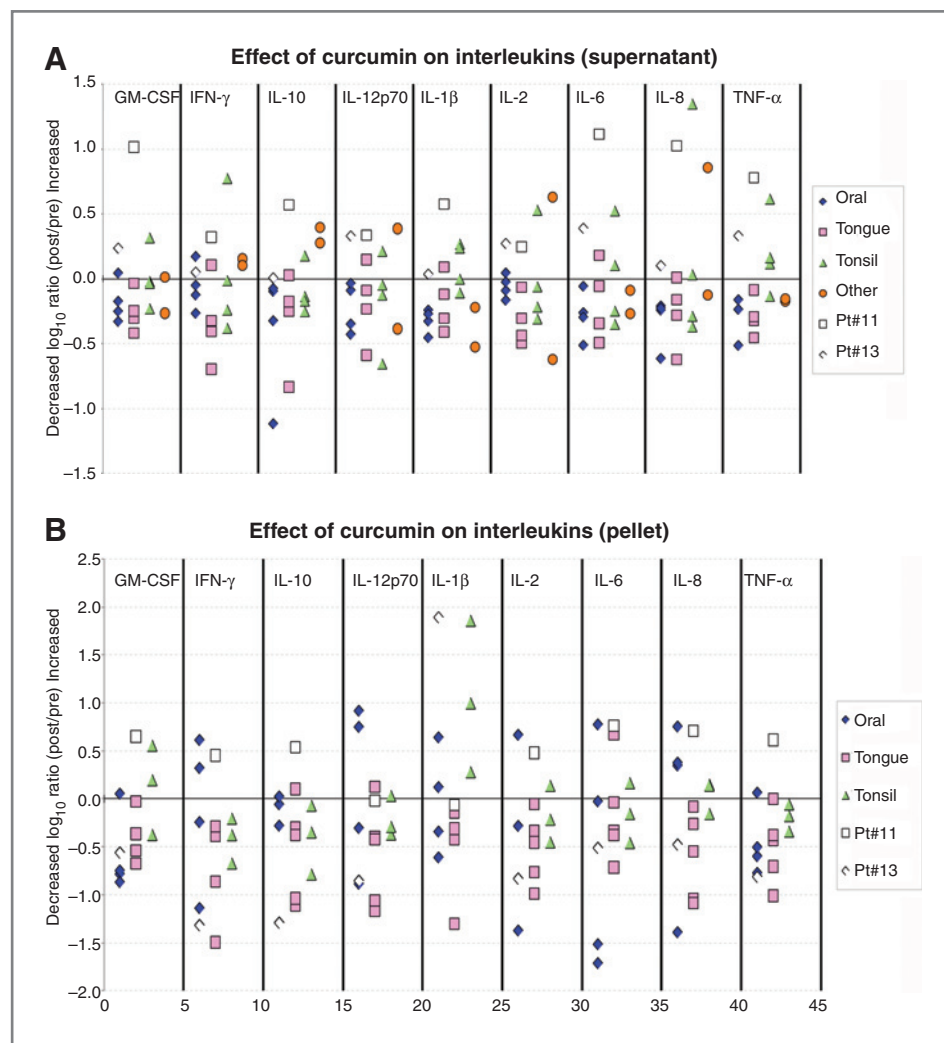 A
Effect of curcumin on interleukins (supernatant)
Decreased log10 ratio (post/pre) Increased
1.5
1.0
0.5
0.0
−0.5
−1.0
−1.5
GM-CSF IFN-γ IL-10 IL-12p70 IL-1β IL-2 IL-6 IL-8 TNF-α
Oral
Tongue
Tonsil
Other
Pt#11
Pt#13
B
Effect of curcumin on interleukins (pellet)
Decreased log10 ratio (post/pre) Increased
2.5
2.0
1.5
1.0
0.5
0.0
−0.5
−1.0
−1.5
−2.0
GM-CSF IFN-γ IL-10 IL-12p70 IL-1β IL-2 IL-6 IL-8 TNF-α
0 5 10 15 20 25 30 35 40 45
Oral
Tongue
Tonsil
Pt#11
Pt#13